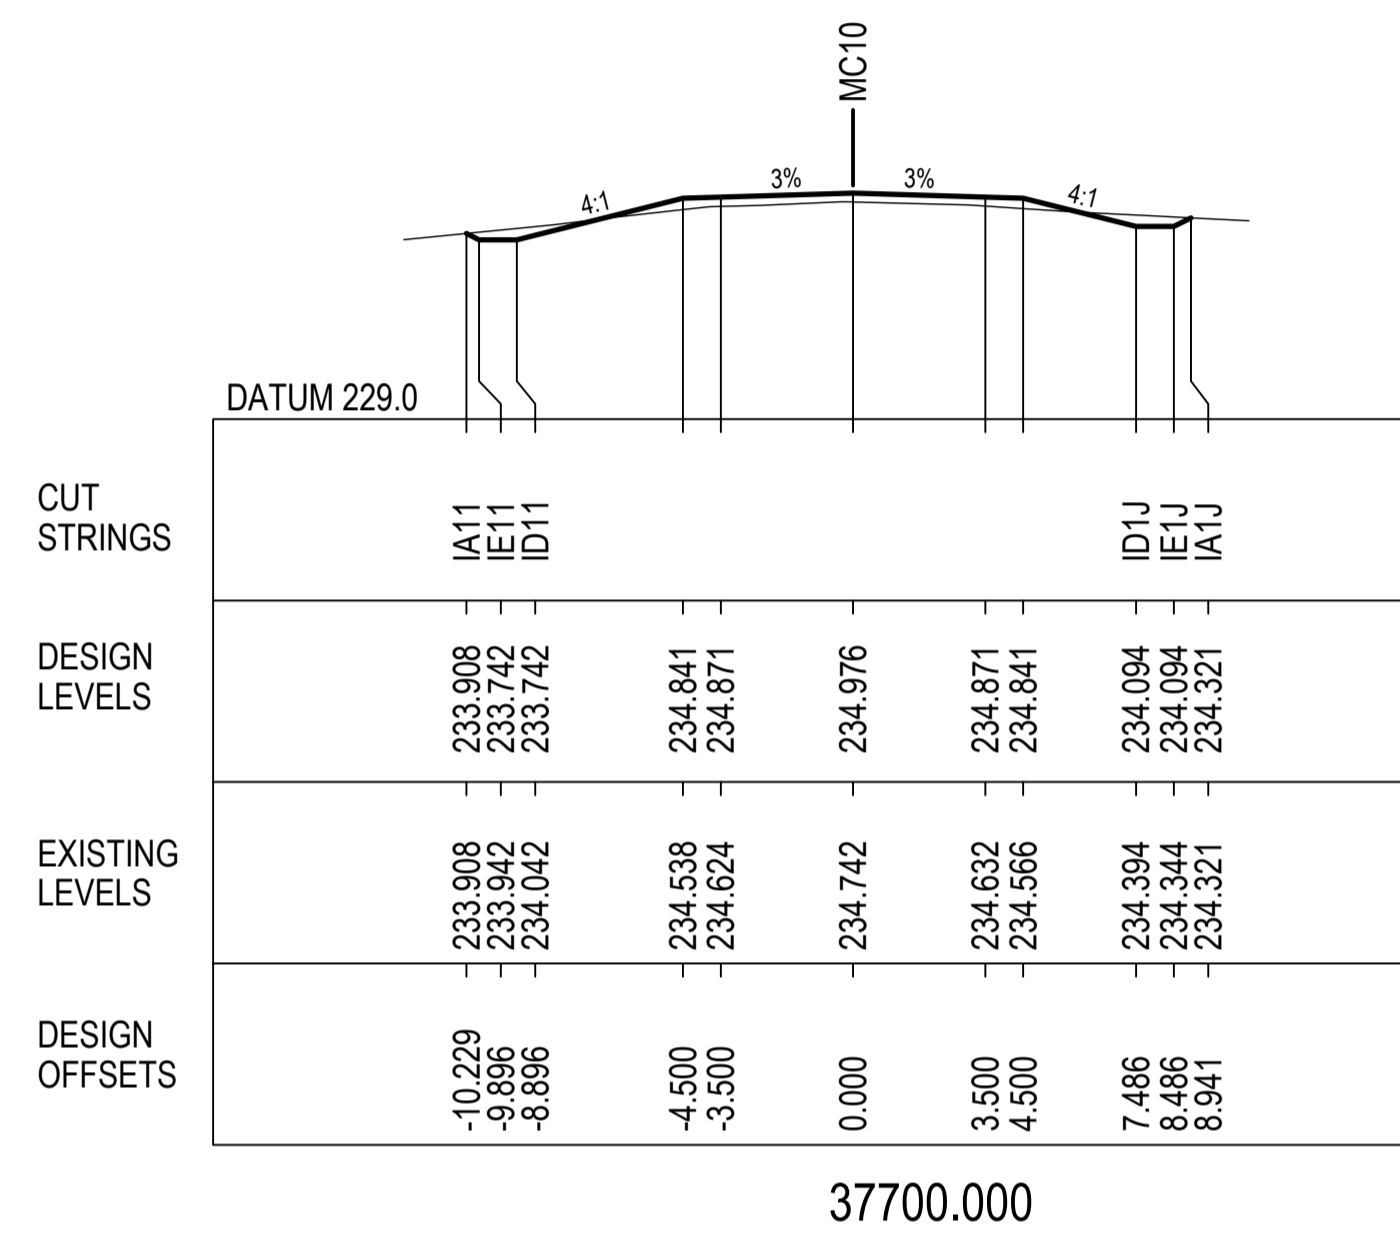 MC10
4:1
3%
3%
4:1
DATUM 229.0
CUT
STRINGS
IA11
IE11
ID11
ID1J
IE1J
IA1J
DESIGN
LEVELS
233.908
233.742
233.742
234.841
234.871
234.976
234.871
234.841
234.094
234.094
234.321
EXISTING
LEVELS
233.908
233.942
234.042
234.538
234.624
234.742
234.632
234.566
234.394
234.344
234.321
DESIGN
OFFSETS
-10.229
-9.896
-8.896
-4.500
-3.500
0.000
3.500
4.500
7.486
8.486
8.941
37700.000